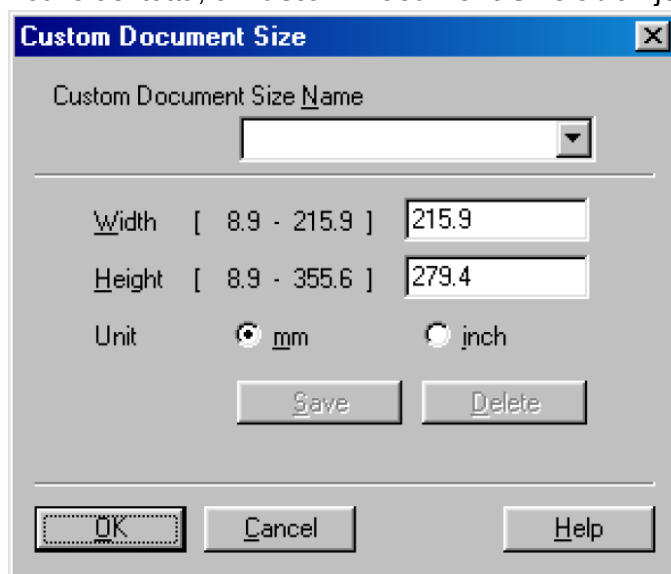 Custom Document Size
Custom Document Size Name
Width [ 8.9 - 215.9 ] 215.9
Height [ 8.9 - 355.6 ] 279.4
Unit mm inch
Save Delete
OK Cancel Help